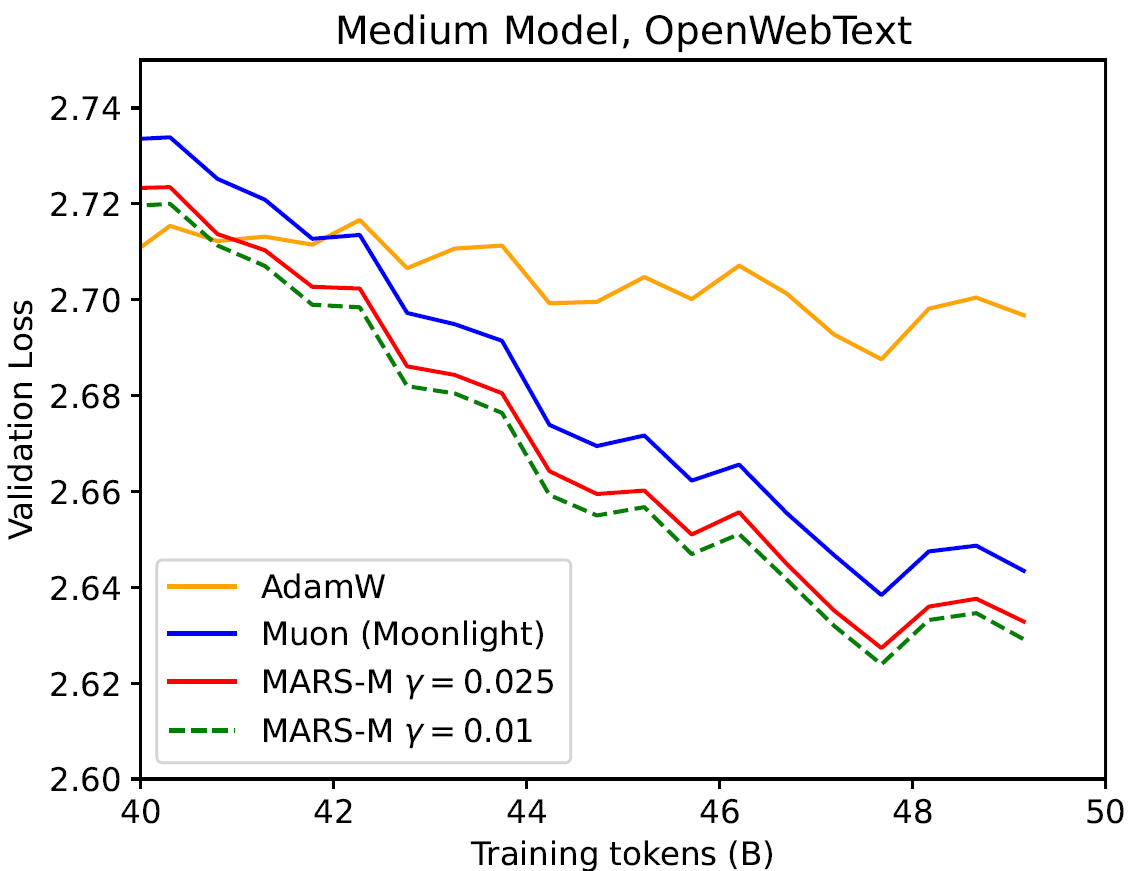 Medium Model, OpenWebText
Validation Loss
2.74
2.72
2.70
2.68
2.66
2.64
2.62
2.60
AdamW
Muon (Moonlight)
MARS-M γ = 0.025
MARS-M γ = 0.01
40 42 44 46 48 50
Training tokens (B)